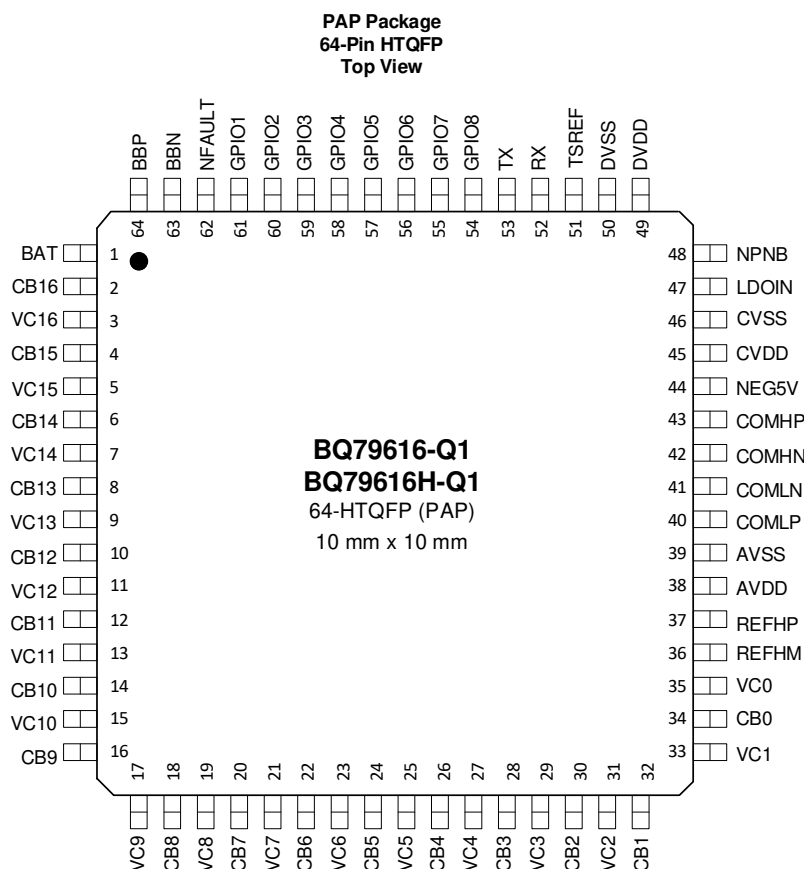 PAP Package
64-Pin HTQFP
Top View
BBP
BBN
NFAULT
GPIO1
GPIO2
GPIO3
GPIO4
GPIO5
GPIO6
GPIO7
GPIO8
TX
RX
TSREF
DVSS
DVDD
64
63
62
61
60
59
58
57
56
55
54
53
52
51
50
49
BAT 1
CB16 2
VC16 3
CB15 4
VC15 5
CB14 6
VC14 7
CB13 8
VC13 9
CB12 10
VC12 11
CB11 12
VC11 13
CB10 14
VC10 15
CB9 16
BQ79616-Q1
BQ79616H-Q1
64-HTQFP (PAP)
10 mm x 10 mm
48 NPNB
47 LDOIN
46 CVSS
45 CVDD
44 NEG5V
43 COMHP
42 COMHN
41 COMLN
40 COMLP
39 AVSS
38 AVDD
37 REFHP
36 REFHM
35 VC0
34 CB0
33 VC1
17
18
19
20
21
22
23
24
25
26
27
28
29
30
31
32
VC9
CB8
VC8
CB7
VC7
CB6
VC6
CB5
VC5
CB4
VC4
CB3
VC3
CB2
VC2
CB1